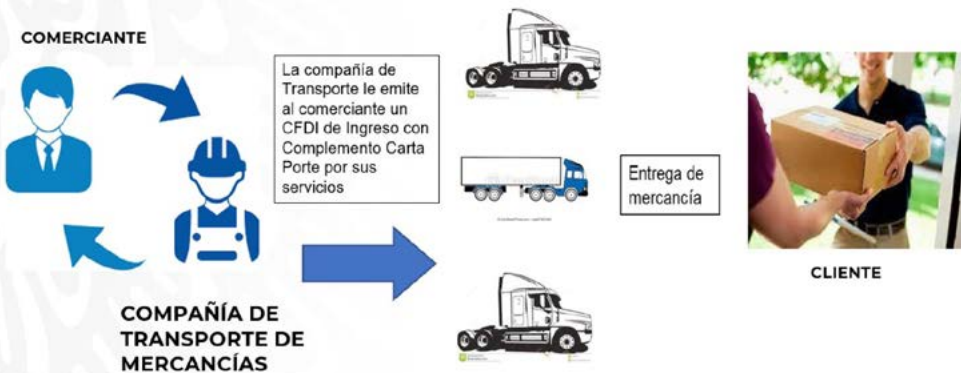 COMERCIANTE
La compañía de
Transporte le emite
al comerciante un
CFDI de Ingreso con
Complemento Carta
Porte por sus
servicios
Entrega de
mercancía
CLIENTE
COMPAÑÍA DE
TRANSPORTE DE
MERCANCÍAS